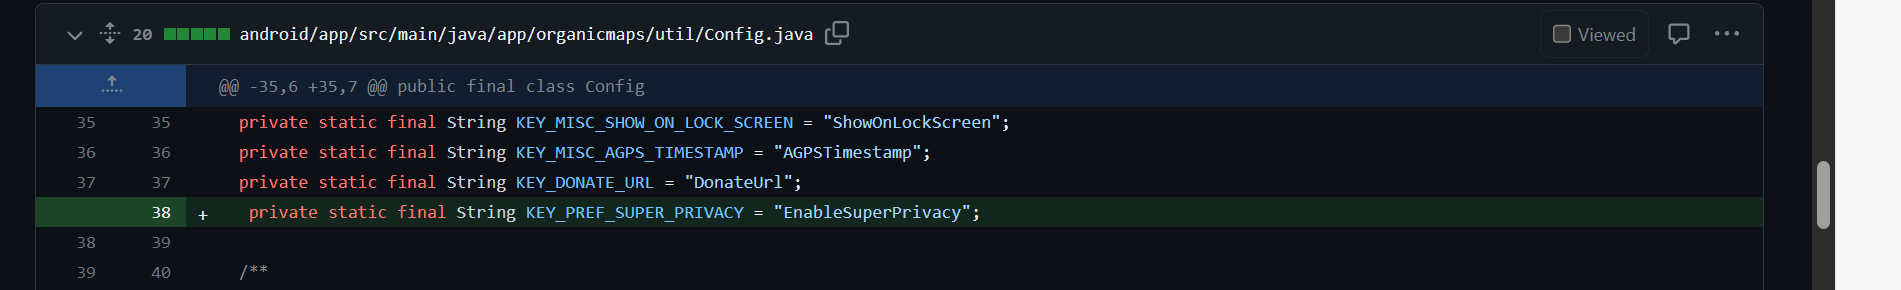 20 android/app/src/main/java/app/organicmaps/util/Config.java Viewed
@@ -35,6 +35,7 @@ public final class Config
35 35 private static final String KEY_MISC_SHOW_ON_LOCK_SCREEN = "ShowOnLockScreen";
36 36 private static final String KEY_MISC_AGPS_TIMESTAMP = "AGPSTimestamp";
37 37 private static final String KEY_DONATE_URL = "DonateUrl";
38 + private static final String KEY_PREF_SUPER_PRIVACY = "EnableSuperPrivacy";
38 39
39 40 /**